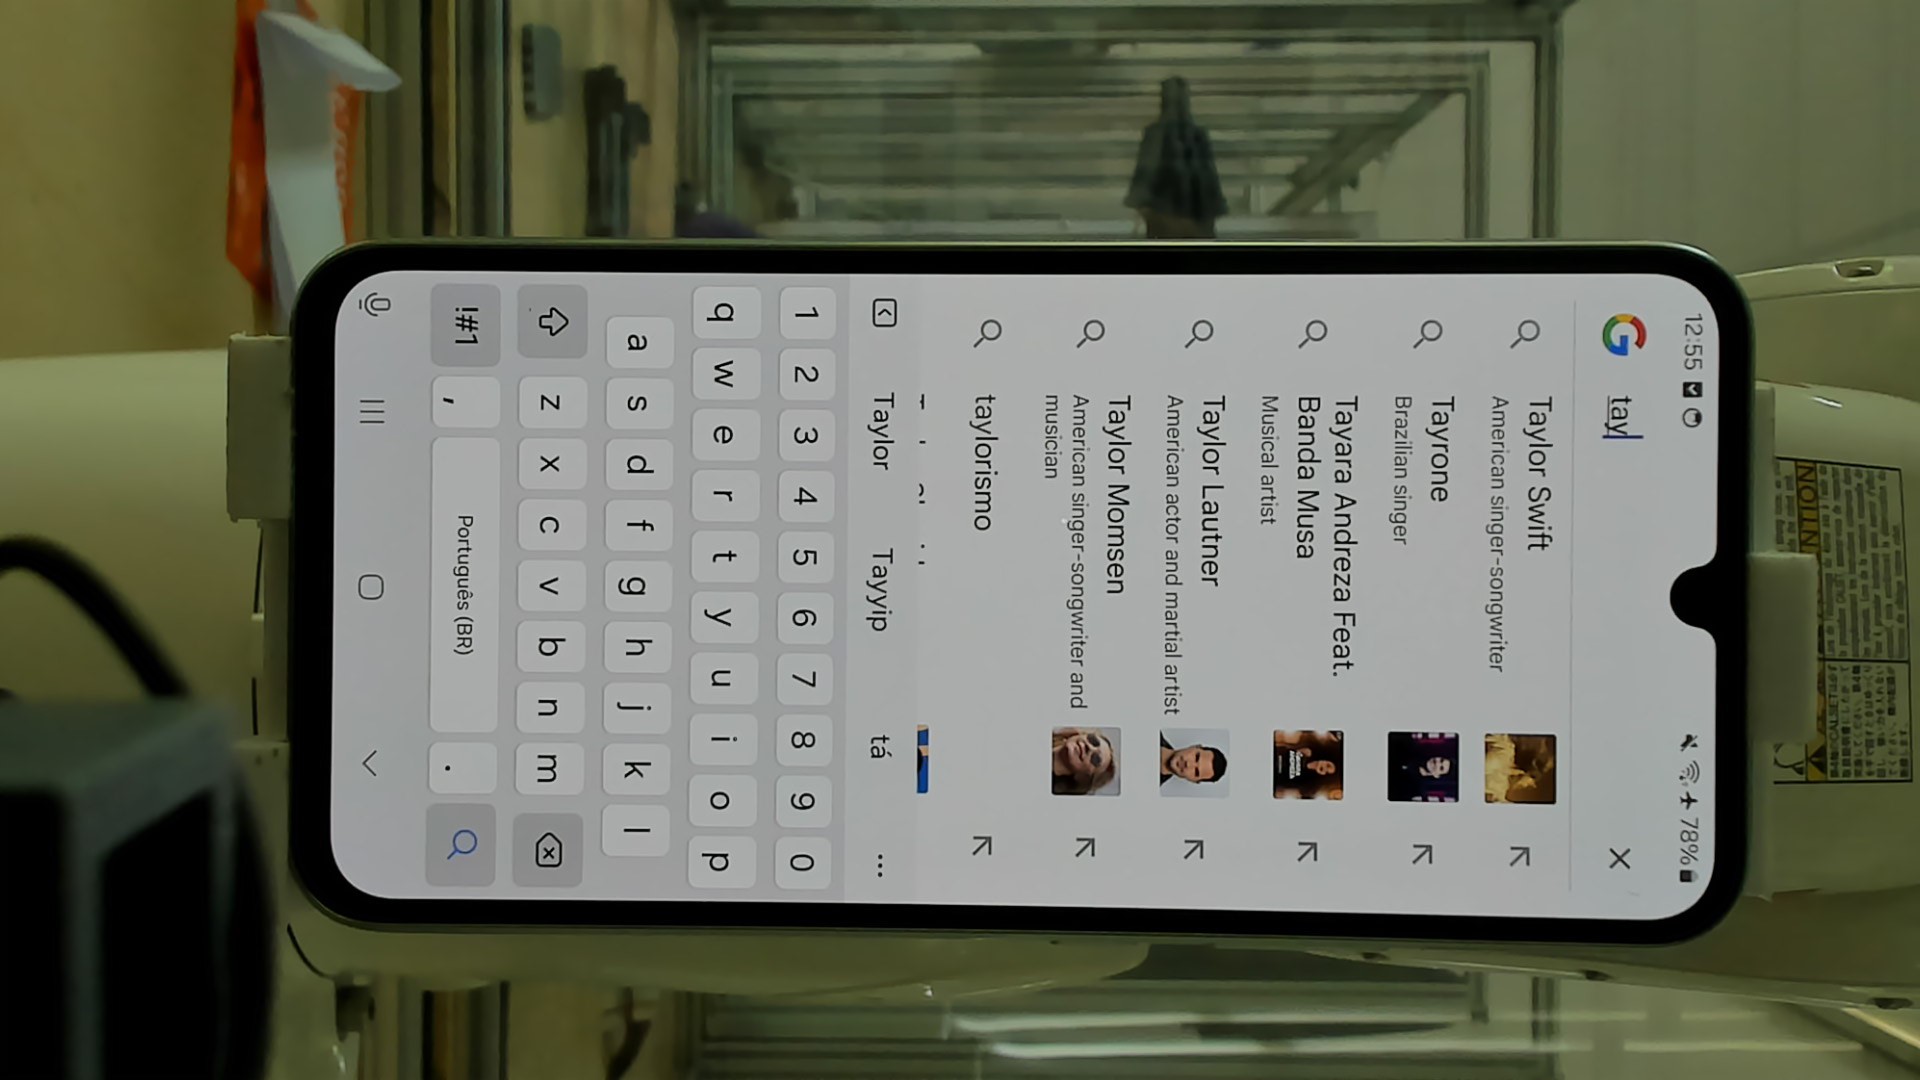 12:55 78%
tay
Taylor Swift
American singer-songwriter
Tayrone
Brazilian singer
Tayara Andreza Feat.
Banda Musa
Musical artist
Taylor Lautner
American actor and martial artist
Taylor Momsen
American singer-songwriter and
musician
taylorismo
Taylor Tayyip tá ...
1 2 3 4 5 6 7 8 9 0
q w e r t y u i o p
a s d f g h j k l
z x c v b n m
!#1 , Português (BR) .